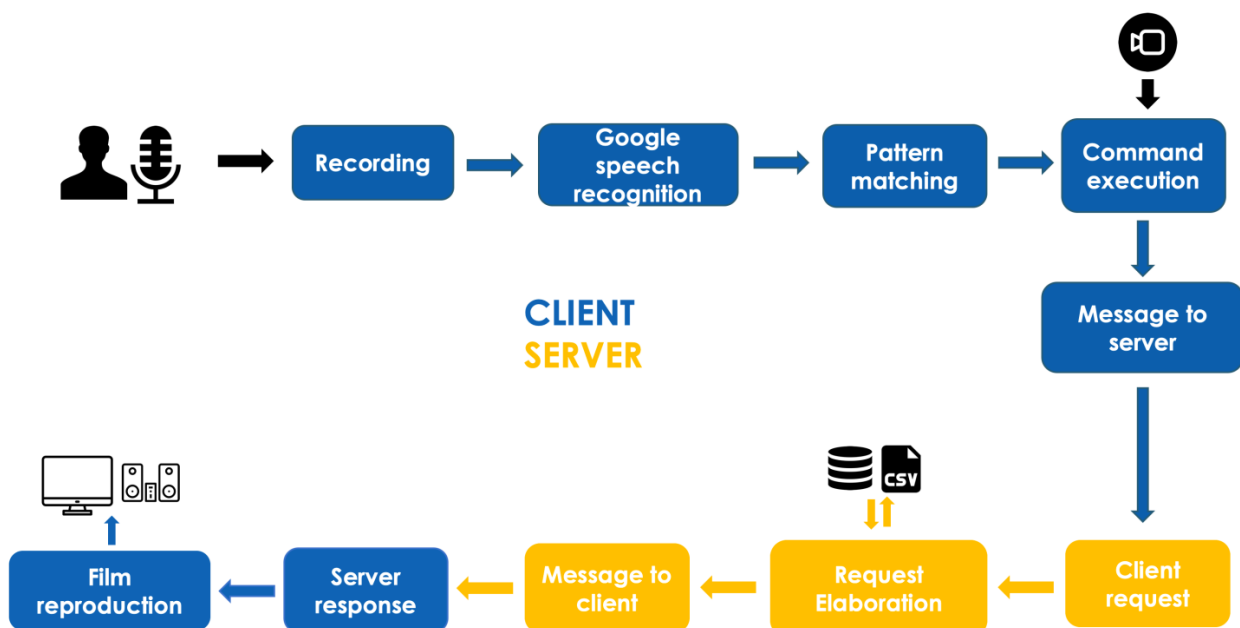 Recording
Google
speech
recognition
Pattern
matching
Command
execution
Message to
server
CLIENT
SERVER
CSV
Film
reproduction
Server
response
Message to
client
Request
Elaboration
Client
request